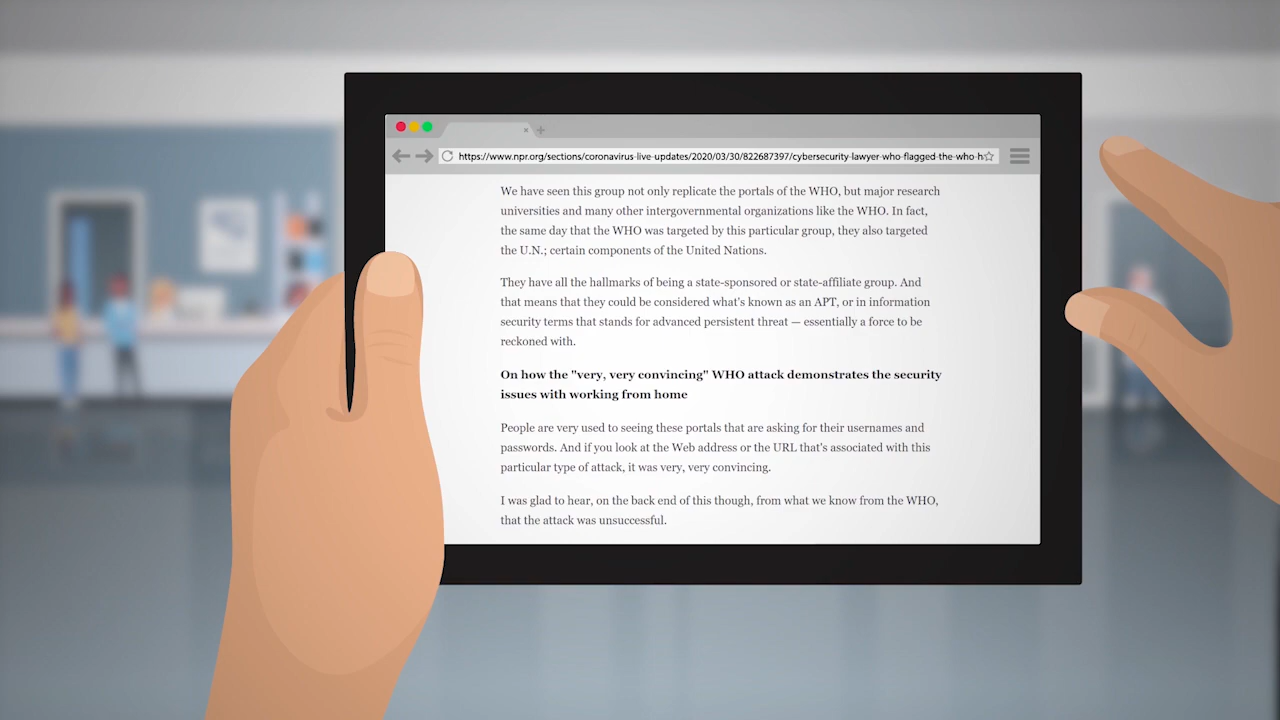 https://www.npr.org/sections/coronavirus-live-updates/2020/03/30/822687397/cybersecurity-lawyer-who-flagged-the-who-h
We have seen this group not only replicate the portals of the WHO, but major research
universities and many other intergovernmental organizations like the WHO. In fact,
the same day that the WHO was targeted by this particular group, they also targeted
the U.N.; certain components of the United Nations.
They have all the hallmarks of being a state-sponsored or state-affiliate group. And
that means that they could be considered what's known as an APT, or in information
security terms that stands for advanced persistent threat — essentially a force to be
reckoned with.
On how the "very, very convincing" WHO attack demonstrates the security
issues with working from home
People are very used to seeing these portals that are asking for their usernames and
passwords. And if you look at the Web address or the URL that's associated with this
particular type of attack, it was very, very convincing.
I was glad to hear, on the back end of this though, from what we know from the WHO,
that the attack was unsuccessful.